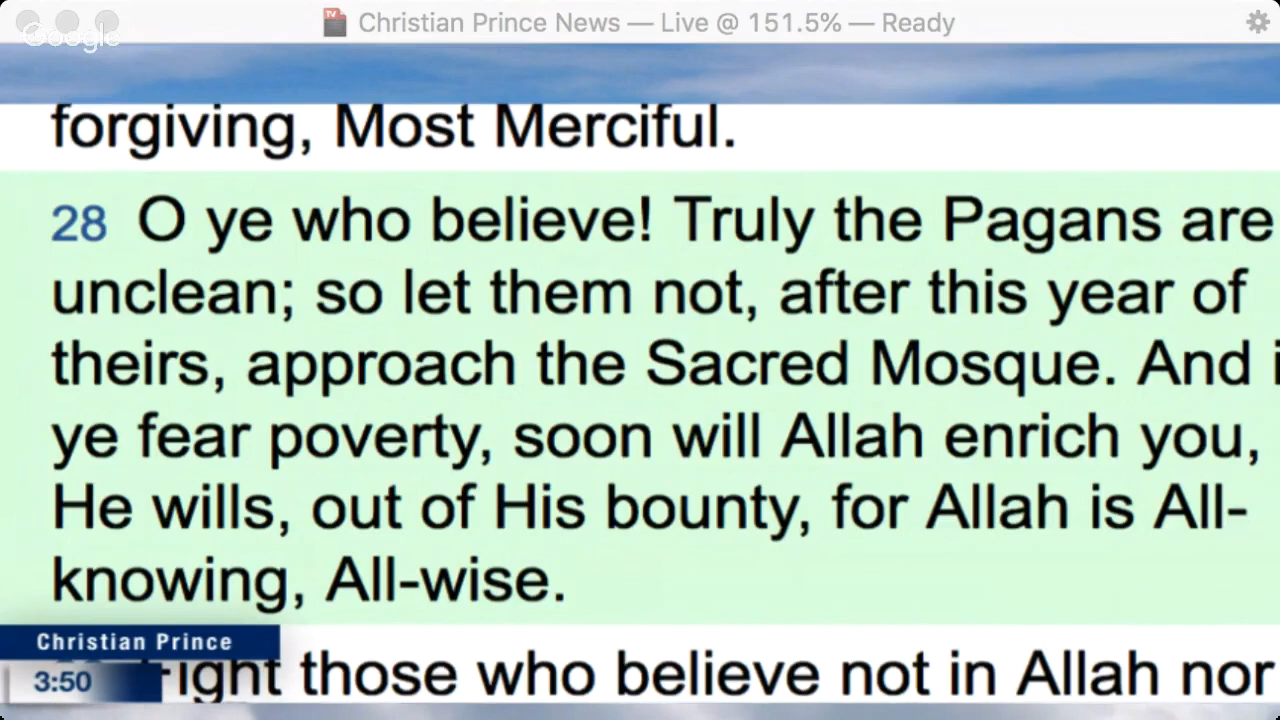 Christian Prince News — Live @ 151.5% — Ready
Google
forgiving, Most Merciful.
28 O ye who believe! Truly the Pagans are
unclean; so let them not, after this year of
theirs, approach the Sacred Mosque. And
ye fear poverty, soon will Allah enrich you,
He wills, out of His bounty, for Allah is All-
knowing, All-wise.
Christian Prince
3:50
Fight those who believe not in Allah nor